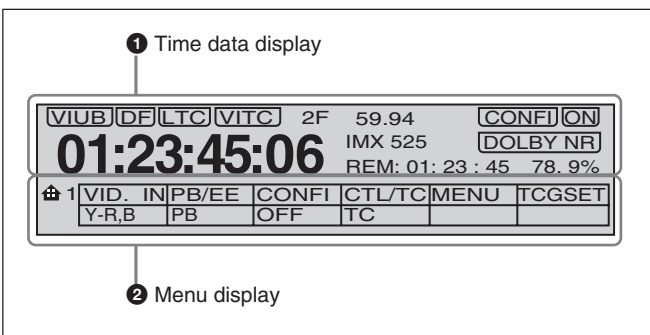 ❶ Time data display
VIUB DF LTC VITC 2F 59.94 CONFI ON
01:23:45:06 IMX 525 DOLBY NR
REM: 01: 23 : 45 78. 9%
1 VID. IN PB/EE CONFI CTL/TC MENU TCGSET
Y-R,B PB OFF TC
❷ Menu display